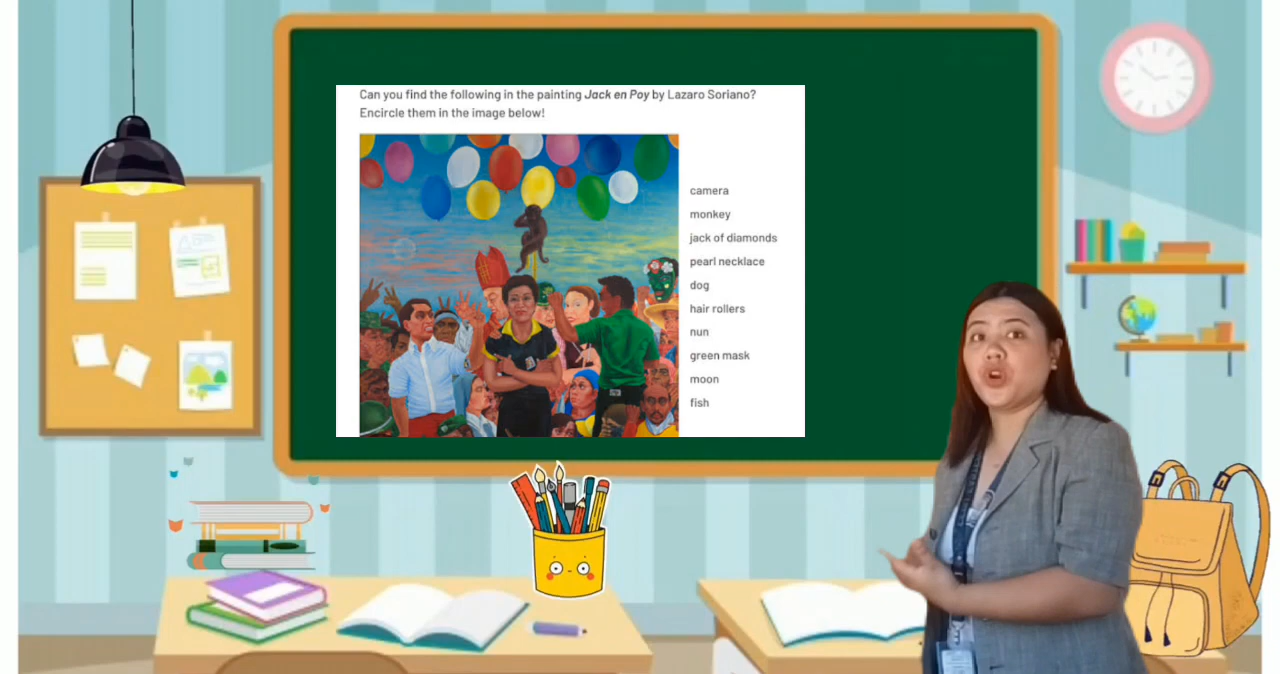 Can you find the following in the painting Jack en Poy by Lazaro Soriano?
Encircle them in the image below!
camera
monkey
jack of diamonds
pearl necklace
dog
hair rollers
nun
green mask
moon
fish